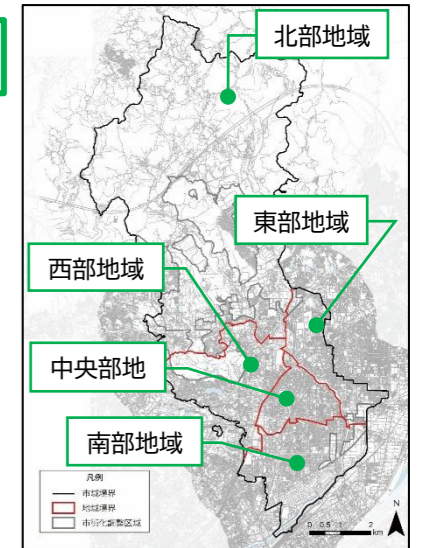 北部地域
東部地域
西部地域
中央部地
南部地域
凡例
市域境界
地域境界
市街化調整区域
N
0 0.5 1 2
km